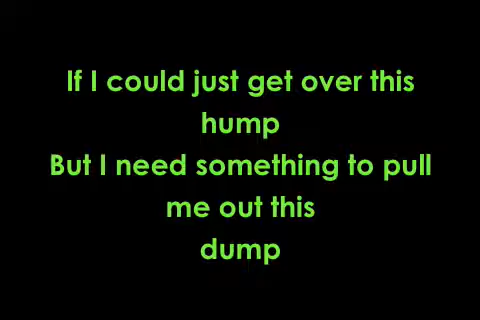 If I could just get over this
hump
But I need something to pull
me out this
dump